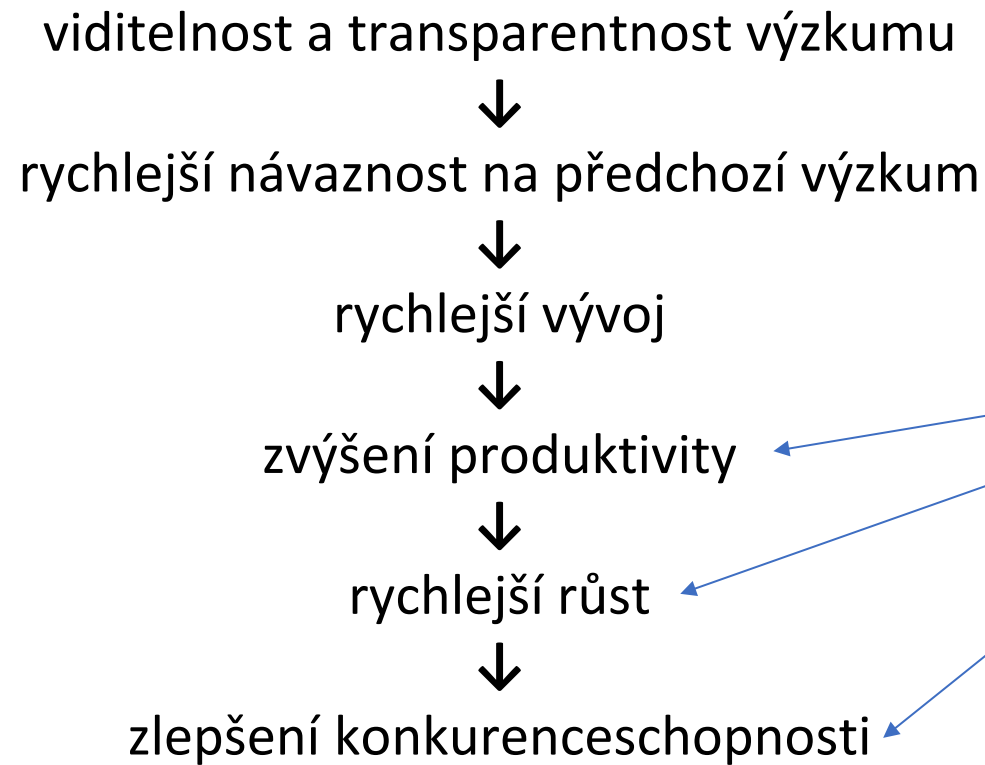 viditelnost a transparentnost výzkumu
↓
rychlejší návaznost na předchozí výzkum
↓
rychlejší vývoj
↓
zvýšení produktivity
↓
rychlejší růst
↓
zlepšení konkurenceschopnosti